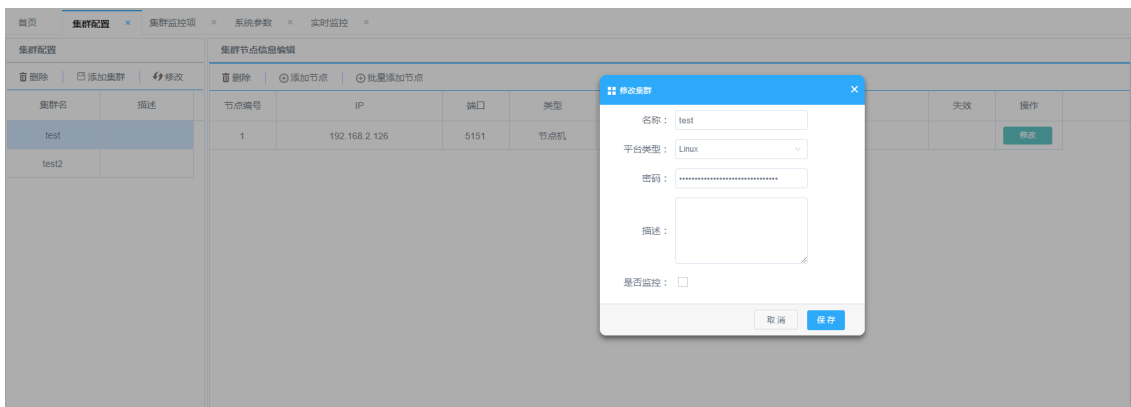 首页 集群配置 × 集群监控项 × 系统参数 × 实时监控 ×
集群配置 集群节点信息编辑
删除 添加集群 修改 删除 添加节点 批量添加节点
集群名 描述 节点编号 IP 端口 类型 失效 操作
test 1 192.168.2.126 5151 节点机 修改
test2
修改集群 ×
名称： test
平台类型： Linux
密码： •••••••••••••••••••••••••••••••
描述：
是否监控：
取消 保存